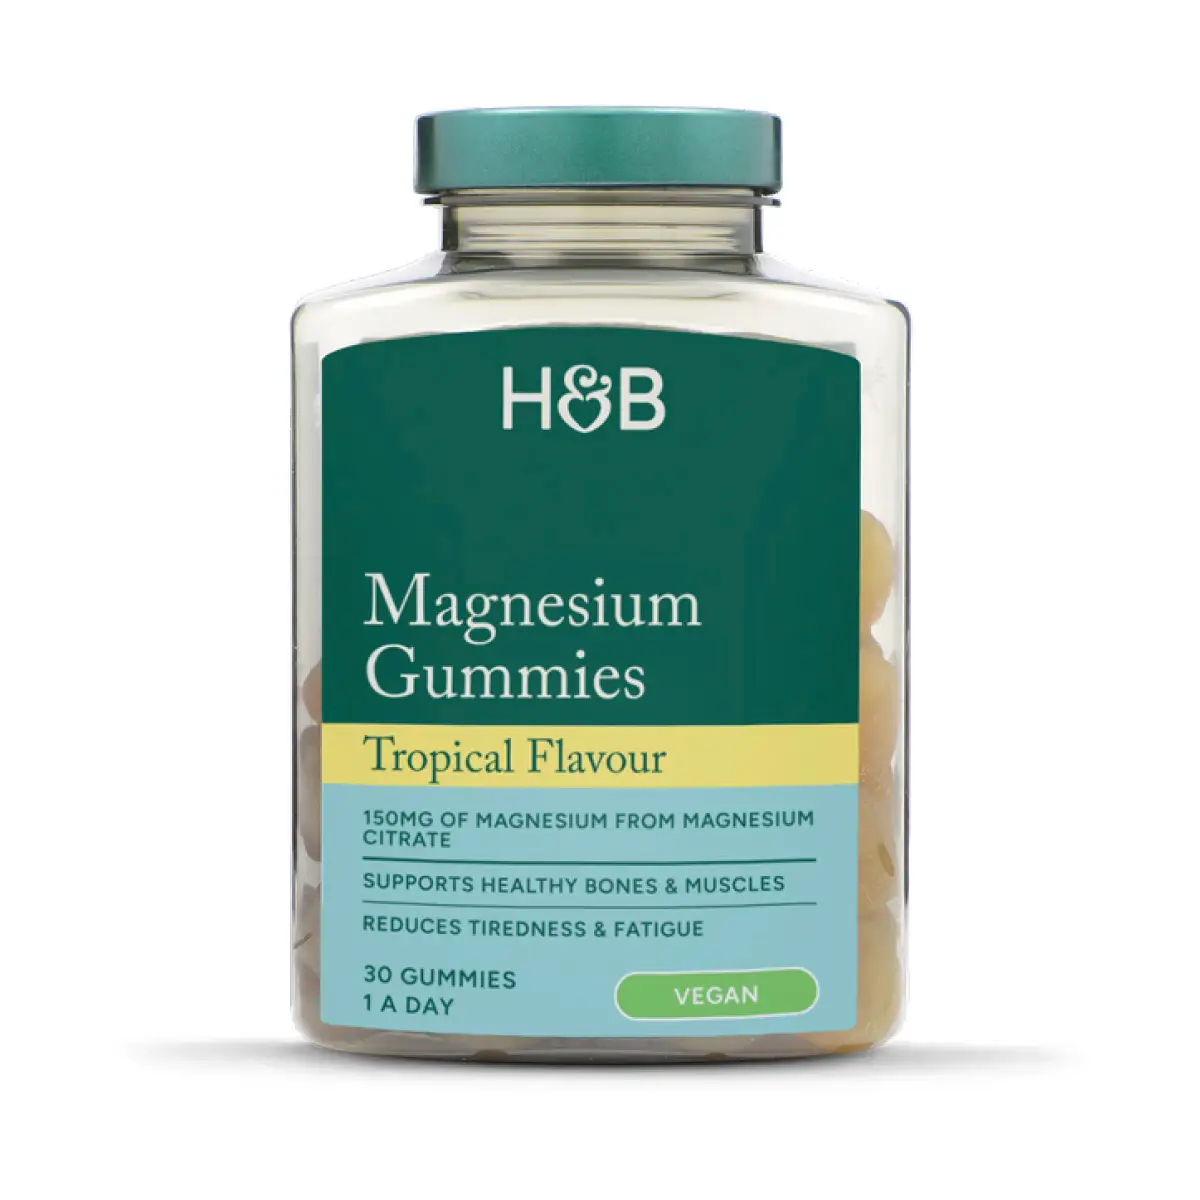 H&B
Magnesium
Gummies
Tropical Flavour
150MG OF MAGNESIUM FROM MAGNESIUM
CITRATE
SUPPORTS HEALTHY BONES & MUSCLES
REDUCES TIREDNESS & FATIGUE
30 GUMMIES
1 A DAY
VEGAN